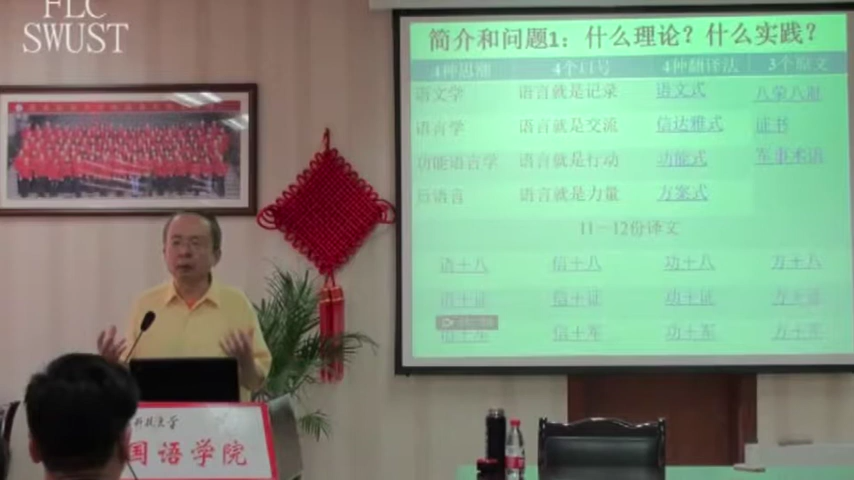 FLC
SWUST
简介和问题1：什么理论？什么实践？
4种思潮 4个口号 4种翻译法 3个原文
语文学 语言就是记录 语文式 八荣八耻
语言学 语言就是交流 信达雅式 证书
功能语言学 语言就是行动 功能式 军事术语
语言就是力量 方案式
11－12份译文
语＋八 信＋八 功＋八 方＋八
语＋证 信＋证 功＋证 方＋证
语＋军 信＋军 功＋军 方＋军
科技大学
国语学院